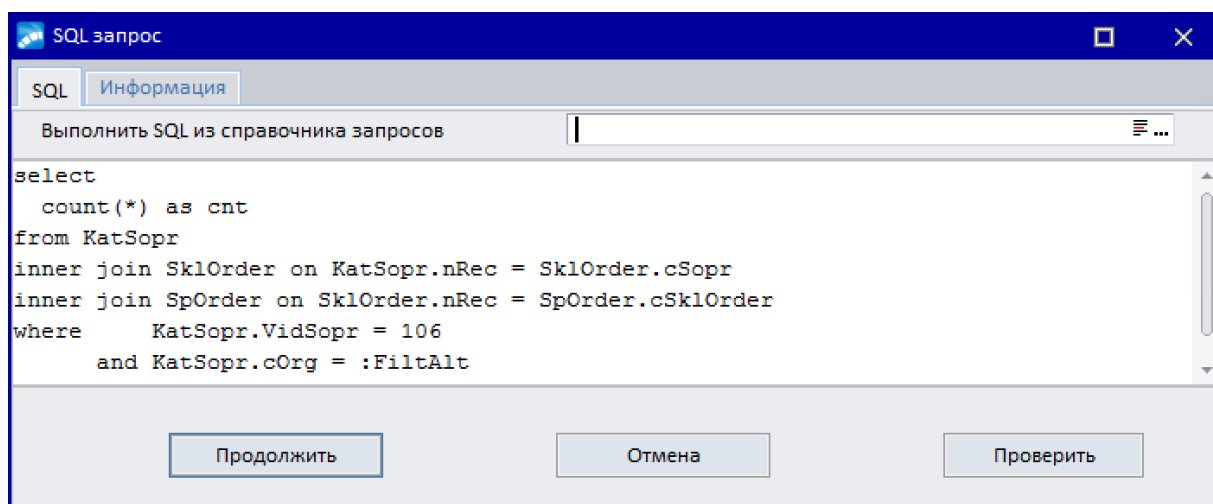 SQL запрос
SQL Информация
Выполнить SQL из справочника запросов
select
  count(*) as cnt
from KatSopr
inner join SklOrder on KatSopr.nRec = SklOrder.cSopr
inner join SpOrder on SklOrder.nRec = SpOrder.cSklOrder
where     KatSopr.VidSopr = 106
      and KatSopr.cOrg = :FiltAlt
Продолжить Отмена Проверить